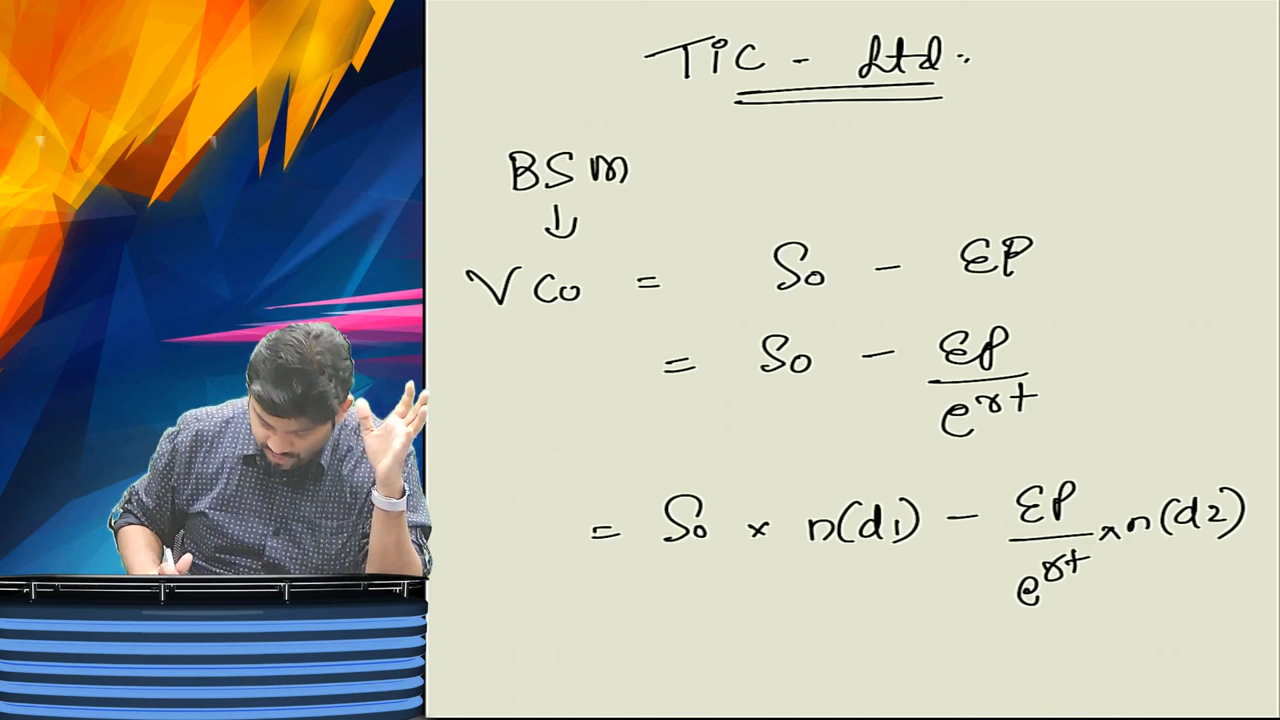 TiC - Ltd.
BSM
↓
VCo = So - EP
= So - EP / e^rt
= So × n(d1) - EP / e^rt × n(d2)